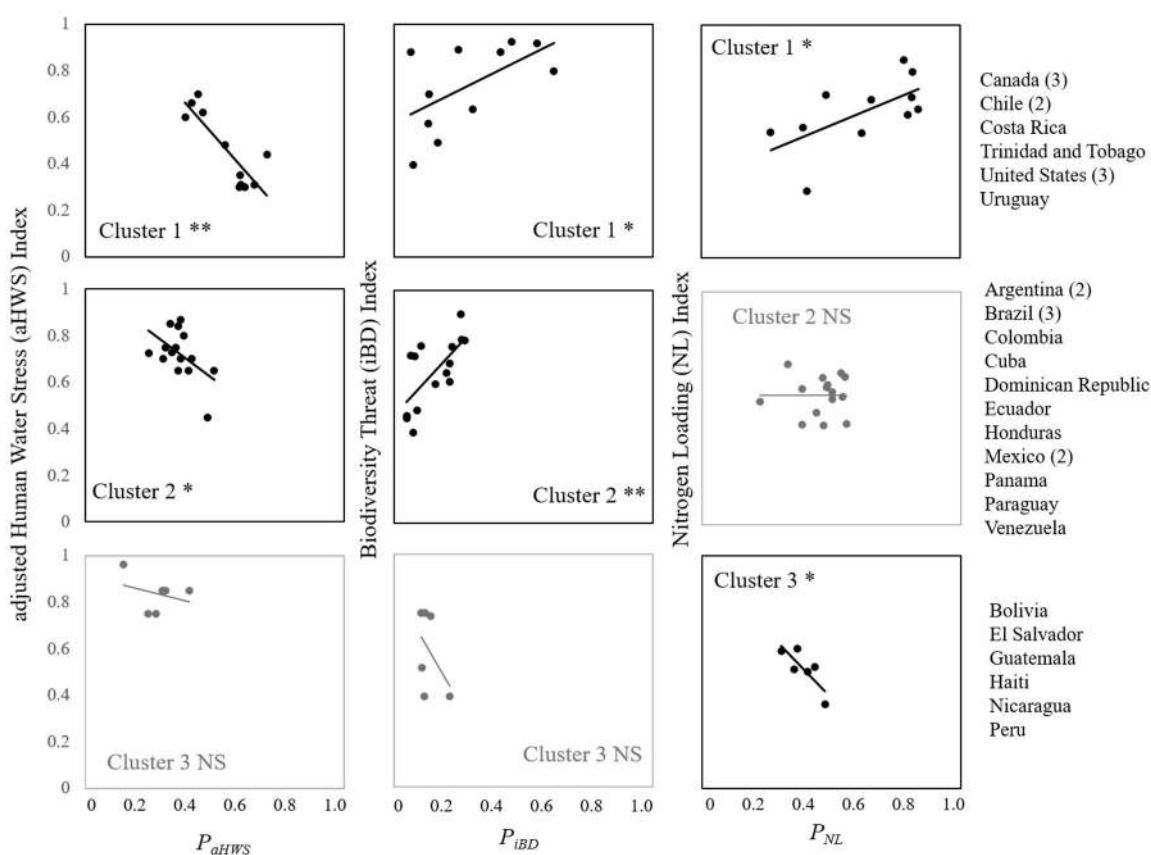 adjusted Human Water Stress (aHWS) Index
1
0.8
0.6
0.4
0.2
0
Cluster 1 **
Biodiversity Threat (iBD) Index
Cluster 1 *
Nitrogen Loading (NL) Index
Cluster 1 *
Canada (3)
Chile (2)
Costa Rica
Trinidad and Tobago
United States (3)
Uruguay
1
0.8
0.6
0.4
0.2
0
Cluster 2 *
Cluster 2 **
Cluster 2 NS
Argentina (2)
Brazil (3)
Colombia
Cuba
Dominican Republic
Ecuador
Honduras
Mexico (2)
Panama
Paraguay
Venezuela
1
0.8
0.6
0.4
0.2
0
Cluster 3 NS
Cluster 3 NS
Cluster 3 *
Bolivia
El Salvador
Guatemala
Haiti
Nicaragua
Peru
0 0.2 0.4 0.6 0.8 1.0
0 0.2 0.4 0.6 0.8 1.0
0 0.2 0.4 0.6 0.8 1.0
PaHWS
PiBD
PNL